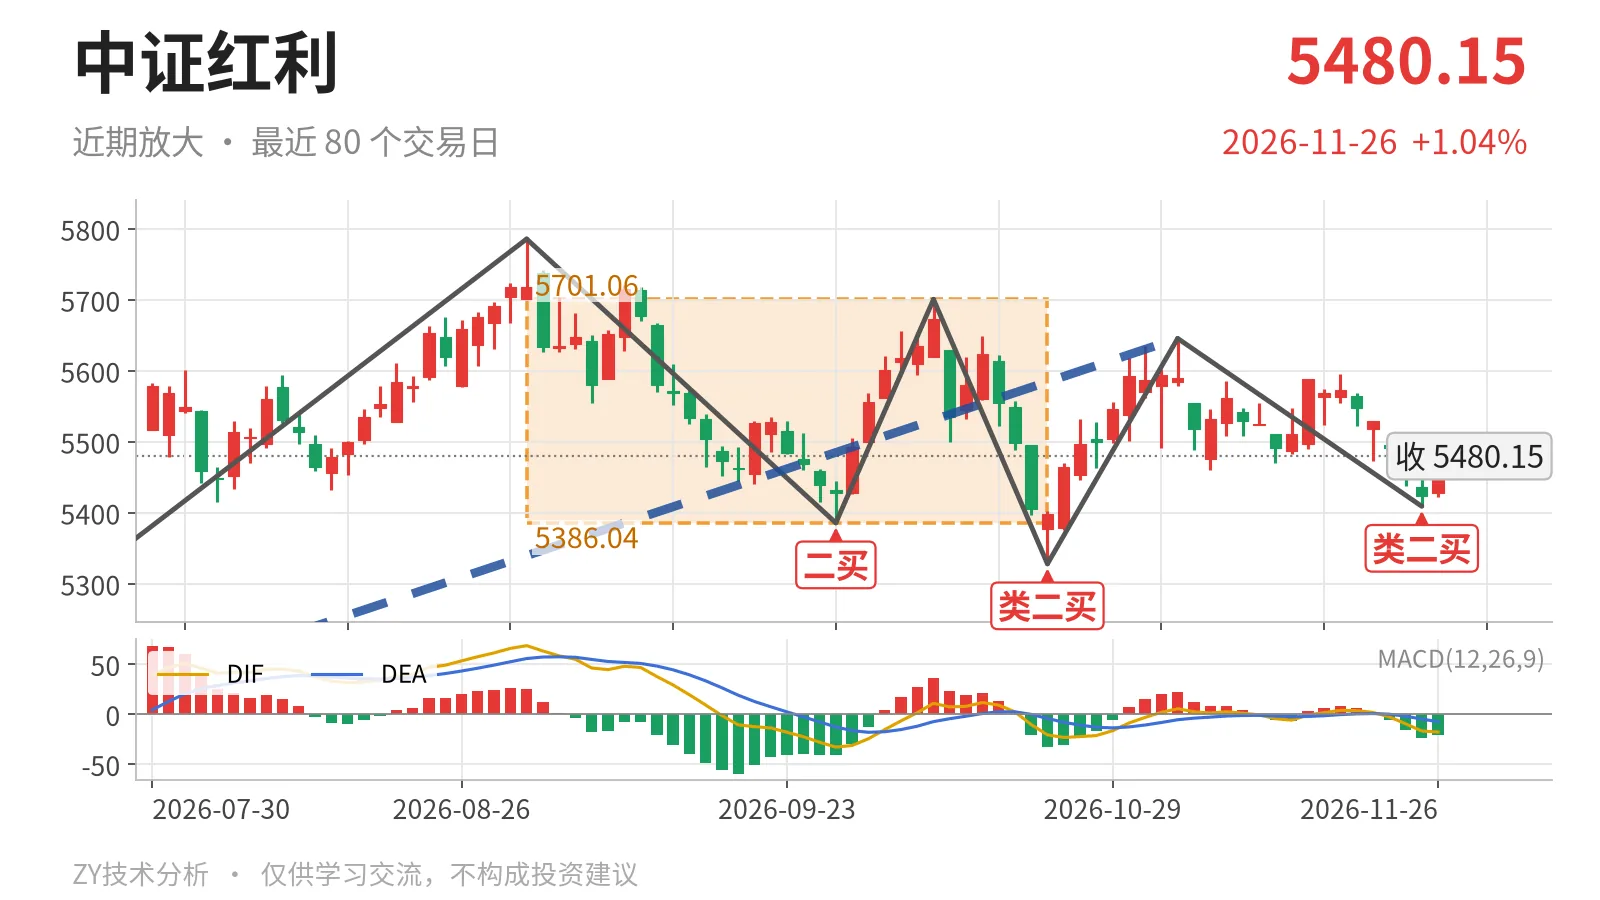 中证红利
5480.15
近期放大 · 最近 80 个交易日
2026-11-26 +1.04%
5800
5700
5600
5500
5400
5300
5701.06
5386.04
收 5480.15
二买
类二买
类二买
DIF
DEA
MACD(12,26,9)
50
0
-50
2026-07-30
2026-08-26
2026-09-23
2026-10-29
2026-11-26
ZY技术分析 · 仅供学习交流，不构成投资建议